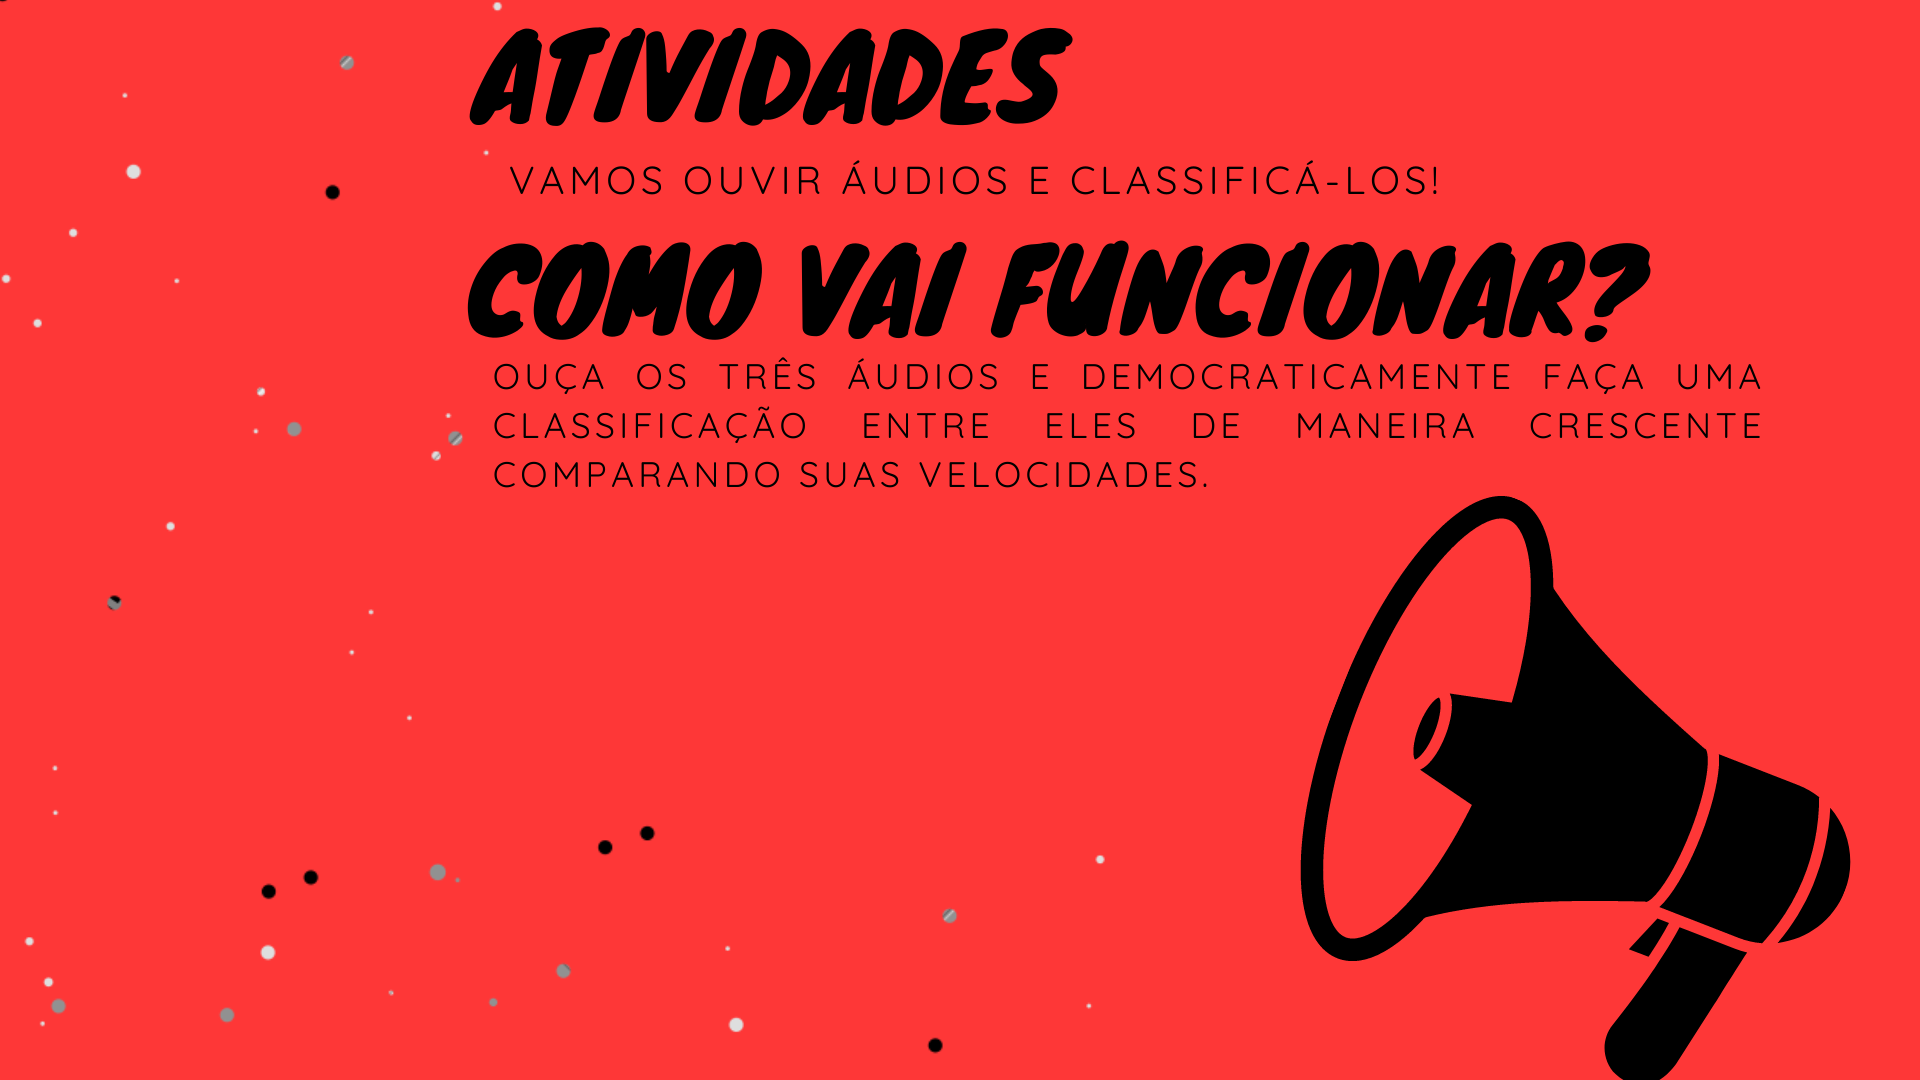 ATIVIDADES
VAMOS OUVIR ÁUDIOS E CLASSIFICÁ-LOS!
COMO VAI FUNCIONAR?
OUÇA OS TRÊS ÁUDIOS E DEMOCRATICAMENTE FAÇA UMA
CLASSIFICAÇÃO ENTRE ELES DE MANEIRA CRESCENTE
COMPARANDO SUAS VELOCIDADES.